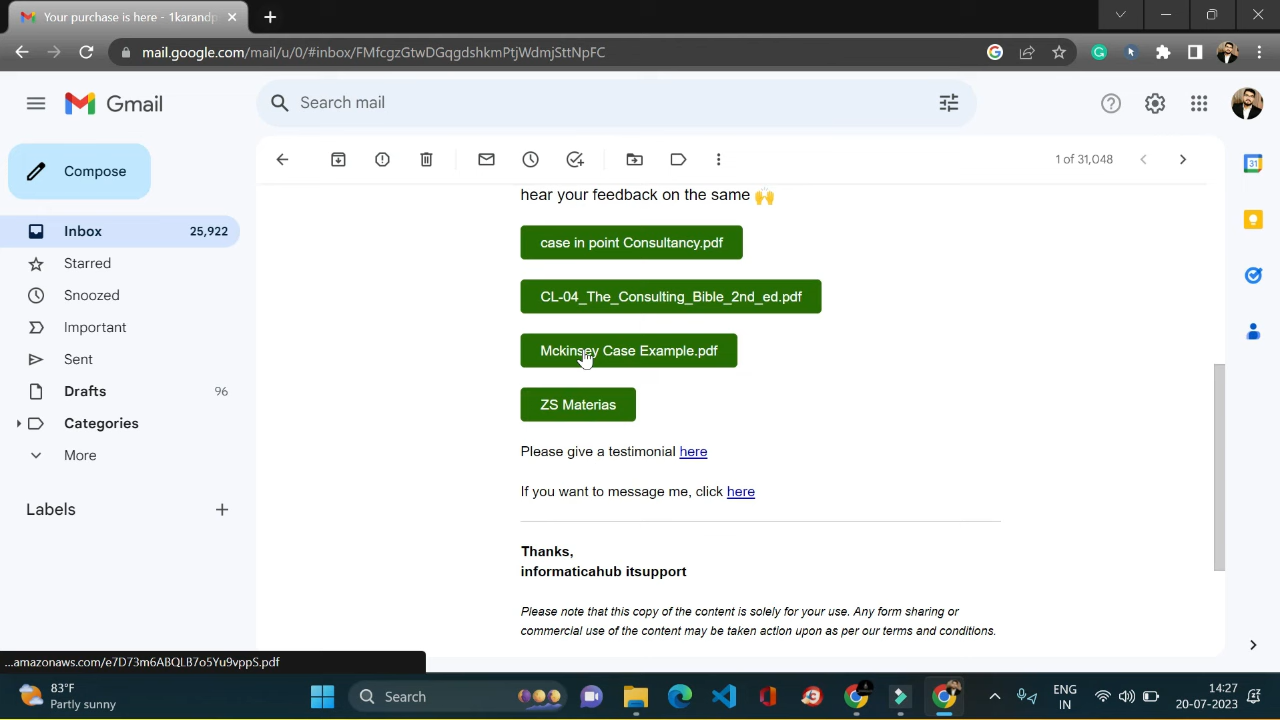 Your purchase is here - 1karandp
mail.google.com/mail/u/0/#inbox/FMfcgzGtwDGqgdshkmPtjWdmjSttNpFC
Gmail
Search mail
Compose
1 of 31,048
Inbox 25,922
Starred
Snoozed
Important
Sent
Drafts 96
Categories
More
Labels
hear your feedback on the same 🙌
case in point Consultancy.pdf
CL-04_The_Consulting_Bible_2nd_ed.pdf
Mckinsey Case Example.pdf
ZS Materias
Please give a testimonial here
If you want to message me, click here
Thanks,
informaticahub itsupport
Please note that this copy of the content is solely for your use. Any form sharing or
commercial use of the content may be taken action upon as per our terms and conditions.
31
...amazonaws.com/e7D73m6ABQLB7o5Yu9vppS.pdf
83°F
Partly sunny
Search
ENG
IN
14:27
20-07-2023